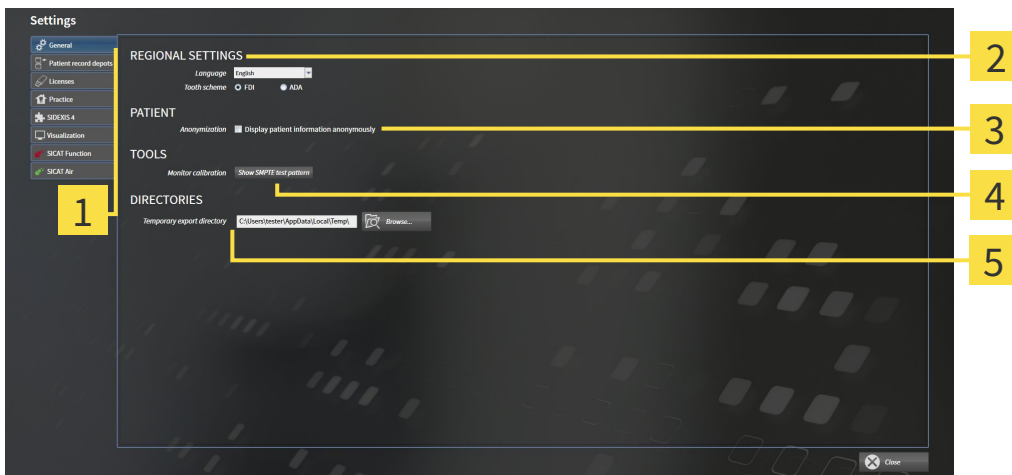 Settings
General
Patient record depots
Licenses
Practice
SIDEXIS 4
Visualization
SICAT Function
SICAT Air
1
REGIONAL SETTINGS
2
Language English
Tooth scheme FDI ADA
PATIENT
Anonymization Display patient information anonymously
3
TOOLS
Monitor calibration Show SMPTE test pattern
4
DIRECTORIES
Temporary export directory C:\Users\tester\AppData\Local\Temp\ Browse...
5
Close